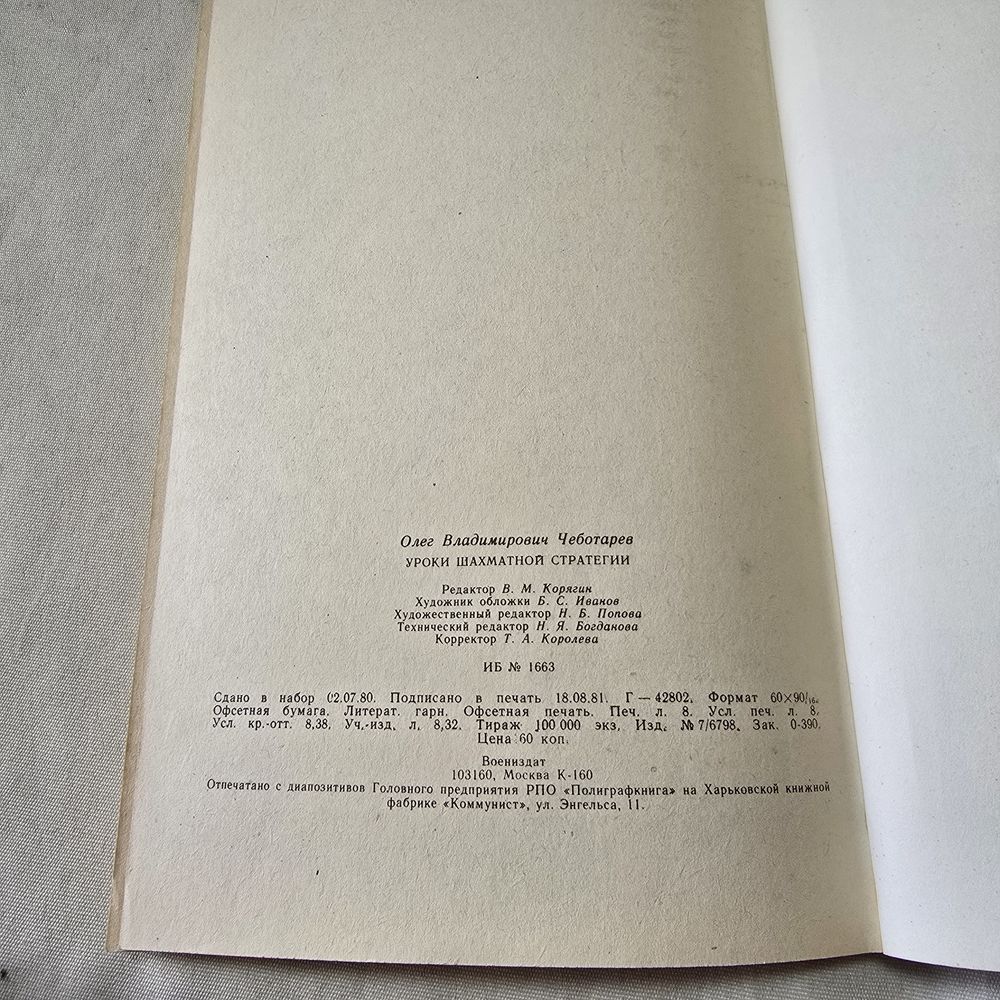 Олег Владимирович Чеботарев
УРОКИ ШАХМАТНОЙ СТРАТЕГИИ
Редактор В. М. Корягин
Художник обложки Б. С. Иванов
Художественный редактор Н. Б. Попова
Технический редактор Н. Я. Богданова
Корректор Т. А. Королева
ИБ № 1663
Сдано в набор 02.07.80. Подписано в печать 18.08.81. Г — 42802. Формат 60×90/16.
Офсетная бумага. Литерат. гарн. Офсетная печать. Печ. л. 8. Усл. печ. л. 8.
Усл. кр.-отт. 8,38. Уч.-изд. л. 8,32. Тираж 100 000 экз. Изд. № 7/6798. Зак. 0-390.
Цена 60 коп.
Воениздат
103160, Москва К-160
Отпечатано с диапозитивов Головного предприятия РПО «Полиграфкнига» на Харьковской книжной
фабрике «Коммунист», ул. Энгельса, 11.